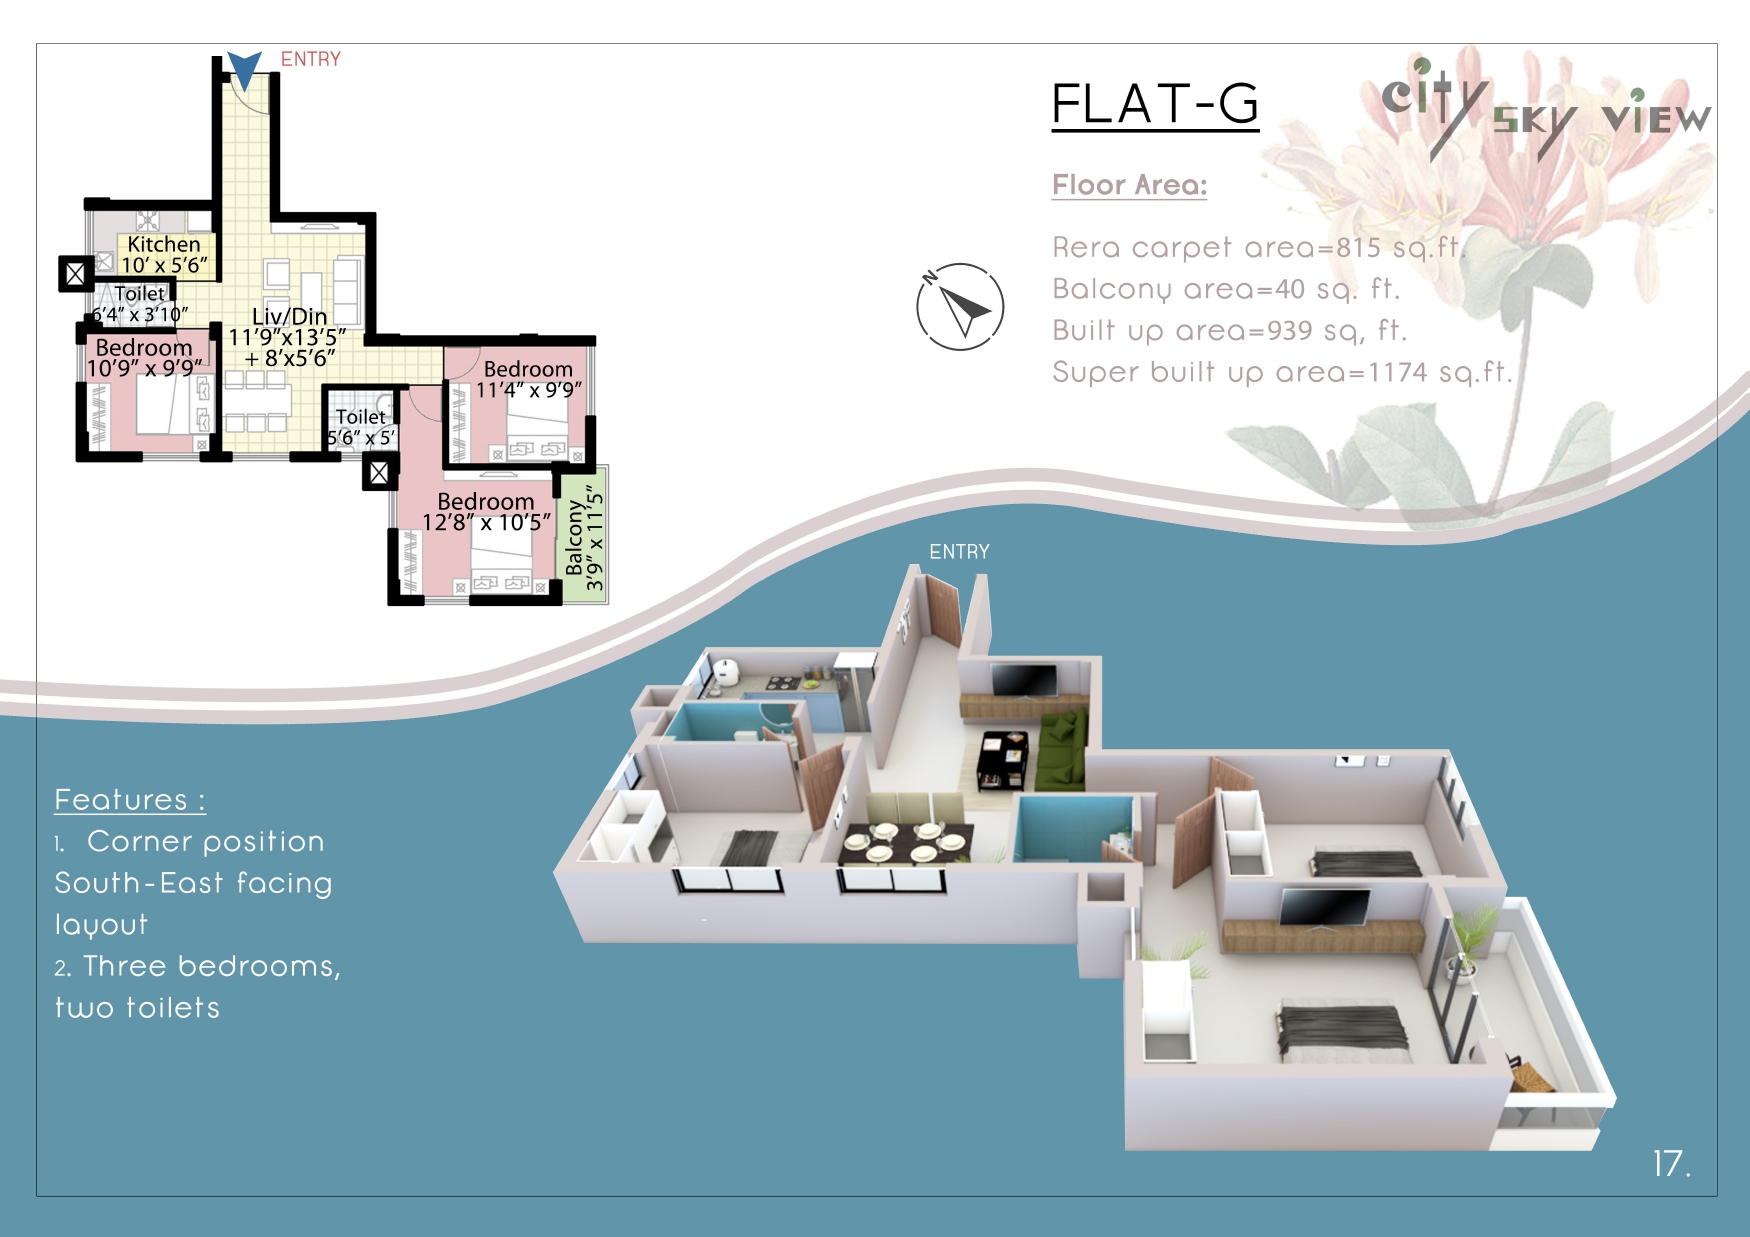 ENTRY
Kitchen
10’ x 5’6”
Toilet
6’4” x 3’10”
Liv/Din
11’9”x13’5”
+ 8’x5’6”
Bedroom
10’9” x 9’9”
Bedroom
11’4” x 9’9”
Toilet
5’6” x 5’
Bedroom
12’8” x 10’5”
Balcony
3’9” x 11’5”
N
FLAT-G
city sky view
Floor Area:
Rera carpet area=815 sq.ft.
Balcony area=40 sq. ft.
Built up area=939 sq, ft.
Super built up area=1174 sq.ft.
ENTRY
Features :
1. Corner position
South-East facing
layout
2. Three bedrooms,
two toilets
17.